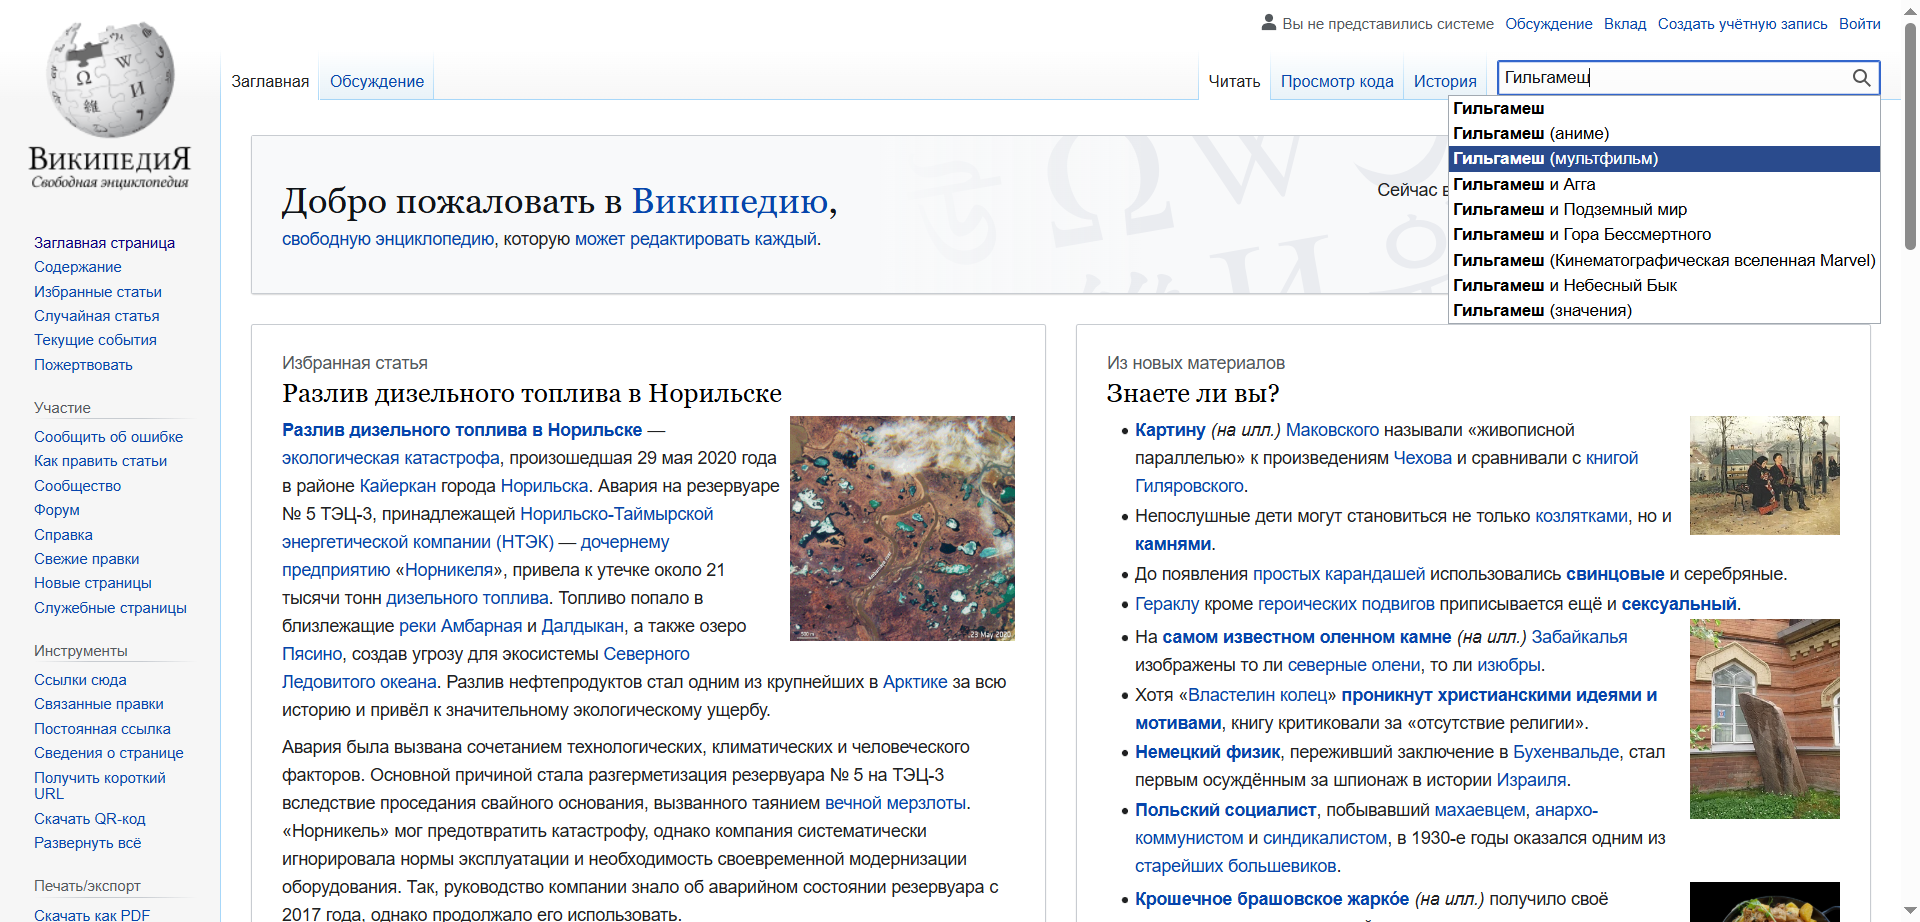 Вы не представились системе Обсуждение Вклад Создать учётную запись Войти
Заглавная Обсуждение Читать Просмотр кода История Гильгамеш
ВикипедиЯ
Свободная энциклопедия
Заглавная страница
Содержание
Избранные статьи
Случайная статья
Текущие события
Пожертвовать
Участие
Сообщить об ошибке
Как править статьи
Сообщество
Форум
Справка
Свежие правки
Новые страницы
Служебные страницы
Инструменты
Ссылки сюда
Связанные правки
Постоянная ссылка
Сведения о странице
Получить короткий
URL
Скачать QR-код
Развернуть всё
Печать/экспорт
Скачать как PDF
Гильгамеш
Гильгамеш (аниме)
Гильгамеш (мультфильм)
Гильгамеш и Агга
Гильгамеш и Подземный мир
Гильгамеш и Гора Бессмертного
Гильгамеш (Кинематографическая вселенная Marvel)
Гильгамеш и Небесный Бык
Гильгамеш (значения)
Добро пожаловать в Википедию,
свободную энциклопедию, которую может редактировать каждый.
Сейчас
Избранная статья
Разлив дизельного топлива в Норильске
Разлив дизельного топлива в Норильске —
экологическая катастрофа, произошедшая 29 мая 2020 года
в районе Кайеркан города Норильска. Авария на резервуаре
№ 5 ТЭЦ-3, принадлежащей Норильско-Таймырской
энергетической компании (НТЭК) — дочернему
предприятию «Норникеля», привела к утечке около 21
тысячи тонн дизельного топлива. Топливо попало в
близлежащие реки Амбарная и Далдыкан, а также озеро
Пясино, создав угрозу для экосистемы Северного
Ледовитого океана. Разлив нефтепродуктов стал одним из крупнейших в Арктике за всю
историю и привёл к значительному экологическому ущербу.
23 May 2020
Авария была вызвана сочетанием технологических, климатических и человеческого
факторов. Основной причиной стала разгерметизация резервуара № 5 на ТЭЦ-3
вследствие проседания свайного основания, вызванного таянием вечной мерзлоты.
«Норникель» мог предотвратить катастрофу, однако компания систематически
игнорировала нормы эксплуатации и необходимость своевременной модернизации
оборудования. Так, руководство компании знало об аварийном состоянии резервуара с
2017 года, однако продолжало его использовать.
Из новых материалов
Знаете ли вы?
Картину (на илл.) Маковского называли «живописной
параллелью» к произведениям Чехова и сравнивали с книгой
Гиляровского.
Непослушные дети могут становиться не только козлятками, но и
камнями.
До появления простых карандашей использовались свинцовые и серебряные.
Гераклу кроме героических подвигов приписывается ещё и сексуальный.
На самом известном оленном камне (на илл.) Забайкалья
изображены то ли северные олени, то ли изюбры.
Хотя «Властелин колец» проникнут христианскими идеями и
мотивами, книгу критиковали за «отсутствие религии».
Немецкий физик, переживший заключение в Бухенвальде, стал
первым осуждённым за шпионаж в истории Израиля.
Польский социалист, побывавший махаевцем, анархо-
коммунистом и синдикалистом, в 1930-е годы оказался одним из
старейших большевиков.
Крошечное брашовское жарко́е (на илл.) получило своё